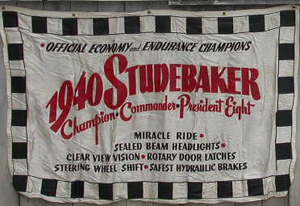 • OFFICIAL ECONOMY and ENDURANCE CHAMPIONS
1940 STUDEBAKER
Champion • Commander • President Eight
MIRACLE RIDE •
SEALED BEAM HEADLIGHTS •
CLEAR VIEW VISION • ROTARY DOOR LATCHES
STEERING WHEEL SHIFT • SAFEST HYDRAULIC BRAKES